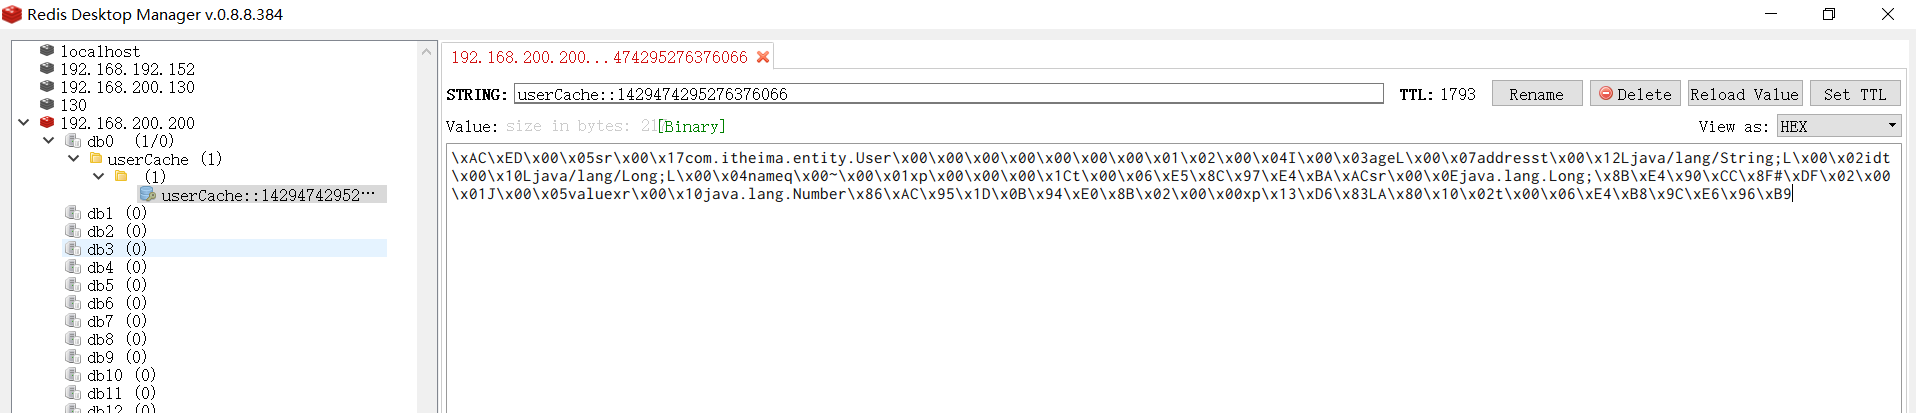 Redis Desktop Manager v.0.8.8.384
localhost
192.168.192.152
192.168.200.130
130
192.168.200.200
db0 (1/0)
userCache (1)
(1)
userCache::14294742952···
db1 (0)
db2 (0)
db3 (0)
db4 (0)
db5 (0)
db6 (0)
db7 (0)
db8 (0)
db9 (0)
db10 (0)
db11 (0)
db12 (0)
192.168.200.200...474295276376066
STRING: userCache::1429474295276376066 TTL: 1793 Rename Delete Reload Value Set TTL
Value: size in bytes: [Binary] View as: HEX
\xAC\xED\x00\x05sr\x00\x17com.itheima.entity.User\x00\x00\x00\x00\x00\x00\x00\x01\x02\x00\x04I\x00\x03ageL\x00\x07addresst\x00\x12Ljava/lang/String;L\x00\x02idt
\x00\x10Ljava/lang/Long;L\x00\x04nameq\x00~\x00\x01xp\x00\x00\x00\x1Ct\x00\x06\xE5\x8C\x97\xE4\xBA\xACsr\x00\x0Ejava.lang.Long;\x8B\xE4\x90\xCC\x8F#\xDF\x02\x00
\x01J\x00\x05valuexr\x00\x10java.lang.Number\x86\xAC\x95\x1D\x0B\x94\xE0\x8B\x02\x00\x00xp\x13\xD6\x83LA\x80\x10\x02t\x00\x06\xE4\xB8\x9C\xE6\x96\xB9